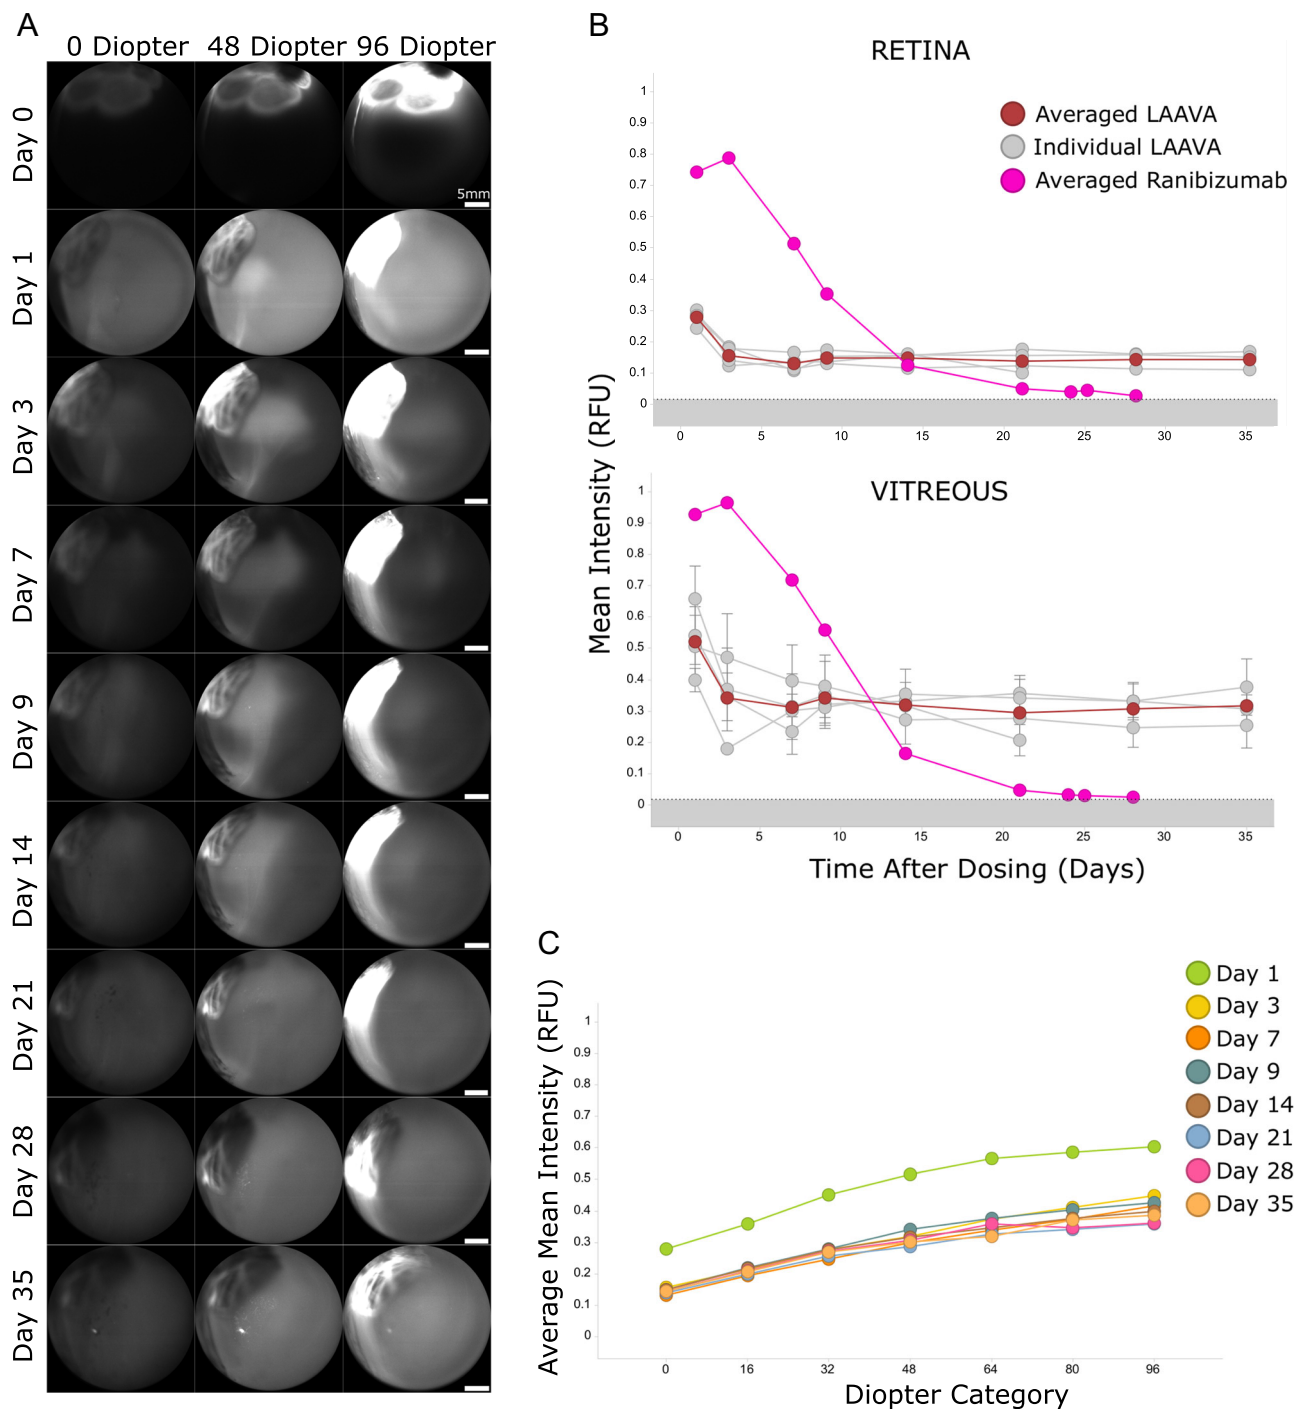 A
0 Diopter 48 Diopter 96 Diopter
Day 0
5mm
Day 1
Day 3
Day 7
Day 9
Day 14
Day 21
Day 28
Day 35
B
RETINA
Averaged LAAVA
Individual LAAVA
Averaged Ranibizumab
1
0.9
0.8
0.7
0.6
0.5
0.4
0.3
0.2
0.1
0
0 5 10 15 20 25 30 35
Mean Intensity (RFU)
VITREOUS
1
0.9
0.8
0.7
0.6
0.5
0.4
0.3
0.2
0.1
0
0 5 10 15 20 25 30 35
Time After Dosing (Days)
C
Day 1
Day 3
Day 7
Day 9
Day 14
Day 21
Day 28
Day 35
Average Mean Intensity (RFU)
1
0.9
0.8
0.7
0.6
0.5
0.4
0.3
0.2
0.1
0
0 16 32 48 64 80 96
Diopter Category